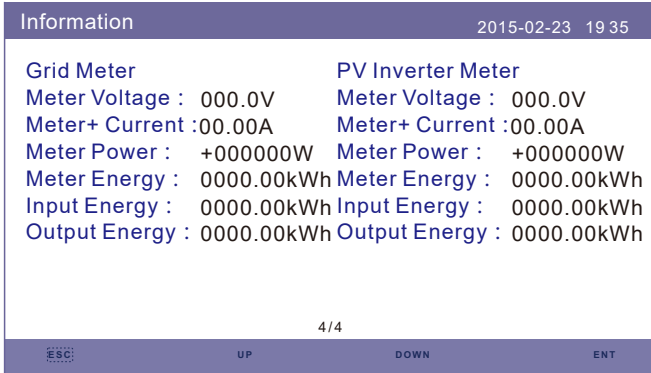 Information 2015-02-23 19 35
Grid Meter PV Inverter Meter
Meter Voltage : 000.0V Meter Voltage : 000.0V
Meter+ Current :00.00A Meter+ Current :00.00A
Meter Power : +000000W Meter Power : +000000W
Meter Energy : 0000.00kWh Meter Energy : 0000.00kWh
Input Energy : 0000.00kWh Input Energy : 0000.00kWh
Output Energy : 0000.00kWh Output Energy : 0000.00kWh
4/4
ESC UP DOWN ENT